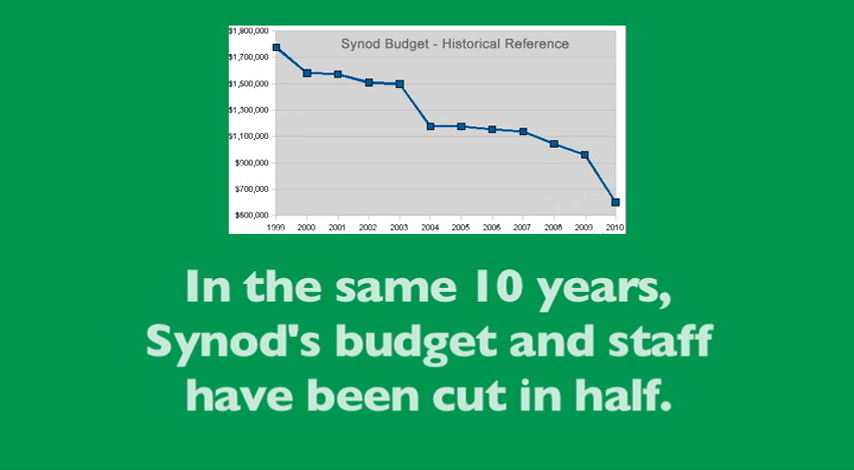 $1,900,000
Synod Budget - Historical Reference
$1,700,000
$1,500,000
$1,300,000
$1,100,000
$900,000
$700,000
$500,000
1999 2000 2001 2002 2003 2004 2005 2006 2007 2008 2009 2010
In the same 10 years,
Synod's budget and staff
have been cut in half.